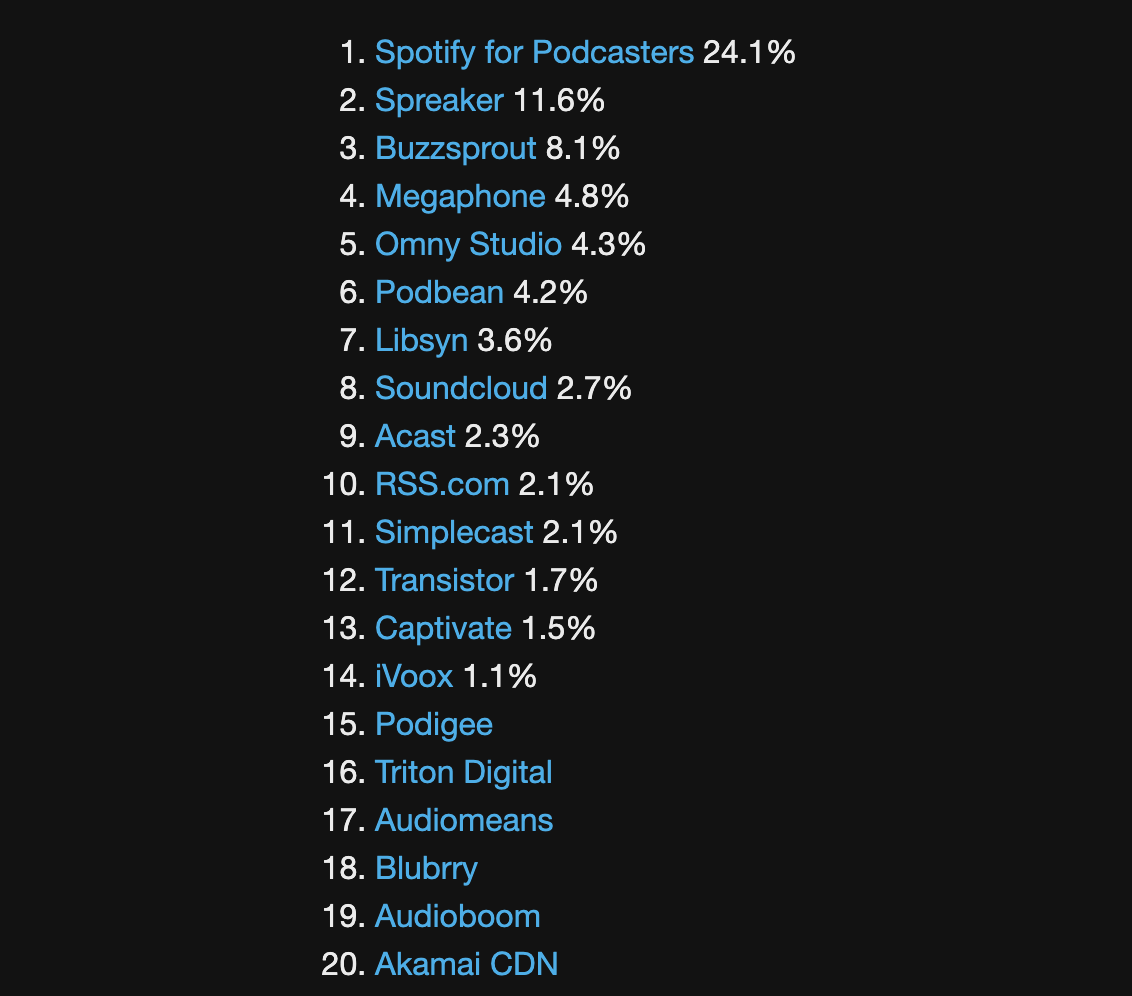 1. Spotify for Podcasters 24.1%
2. Spreaker 11.6%
3. Buzzsprout 8.1%
4. Megaphone 4.8%
5. Omny Studio 4.3%
6. Podbean 4.2%
7. Libsyn 3.6%
8. Soundcloud 2.7%
9. Acast 2.3%
10. RSS.com 2.1%
11. Simplecast 2.1%
12. Transistor 1.7%
13. Captivate 1.5%
14. iVoox 1.1%
15. Podigee
16. Triton Digital
17. Audiomeans
18. Blubrry
19. Audioboom
20. Akamai CDN